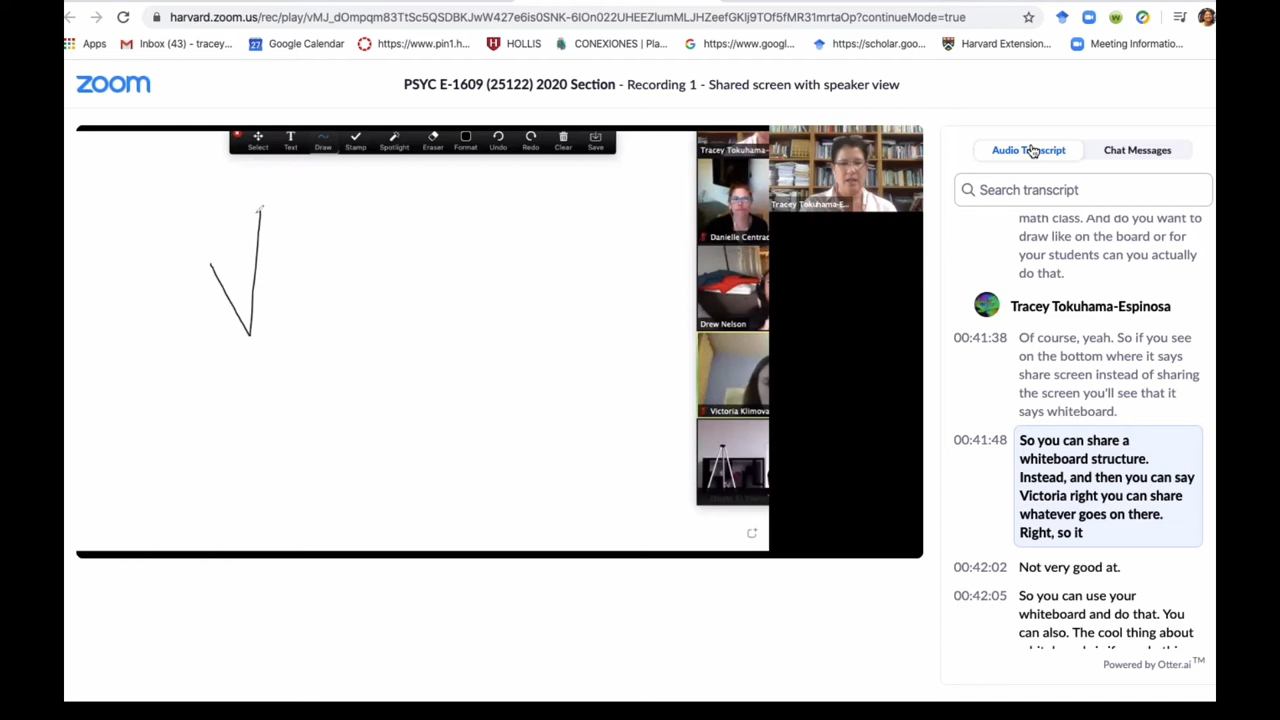 harvard.zoom.us/rec/play/vMJ_dOmpqm83TtSc5QSDBKJwW422e6is0SNK-6IOn022UHEEZlumMLJHZeefGKlj9TOf5fMR31mrtaOp?continueMode=true
Apps
Inbox (43) - tracey...
27
Google Calendar
https://www.pin1.h...
HOLLIS
CONEXIONES | Pla...
https://www.googl...
https://scholar.goo...
Harvard Extension...
Meeting Informatio...
zoom
PSYC E-1609 (25122) 2020 Section - Recording 1 - Shared screen with speaker view
Select
Text
Draw
Stamp
Spotlight
Eraser
Format
Undo
Redo
Clear
Save
Tracey Tokuhama-
Tracey Tokuhama-E...
Danielle Centrac
Drew Nelson
Victoria Klimova
Audio Transcript
Chat Messages
Search transcript
math class. And do you want to
draw like on the board or for
your students can you actually
do that.
Tracey Tokuhama-Espinosa
00:41:38
Of course, yeah. So if you see
on the bottom where it says
share screen instead of sharing
the screen you'll see that it
says whiteboard.
00:41:48
So you can share a
whiteboard structure.
Instead, and then you can say
Victoria right you can share
whatever goes on there.
Right, so it
00:42:02
Not very good at.
00:42:05
So you can use your
whiteboard and do that. You
can also. The cool thing about
Powered by Otter.ai™